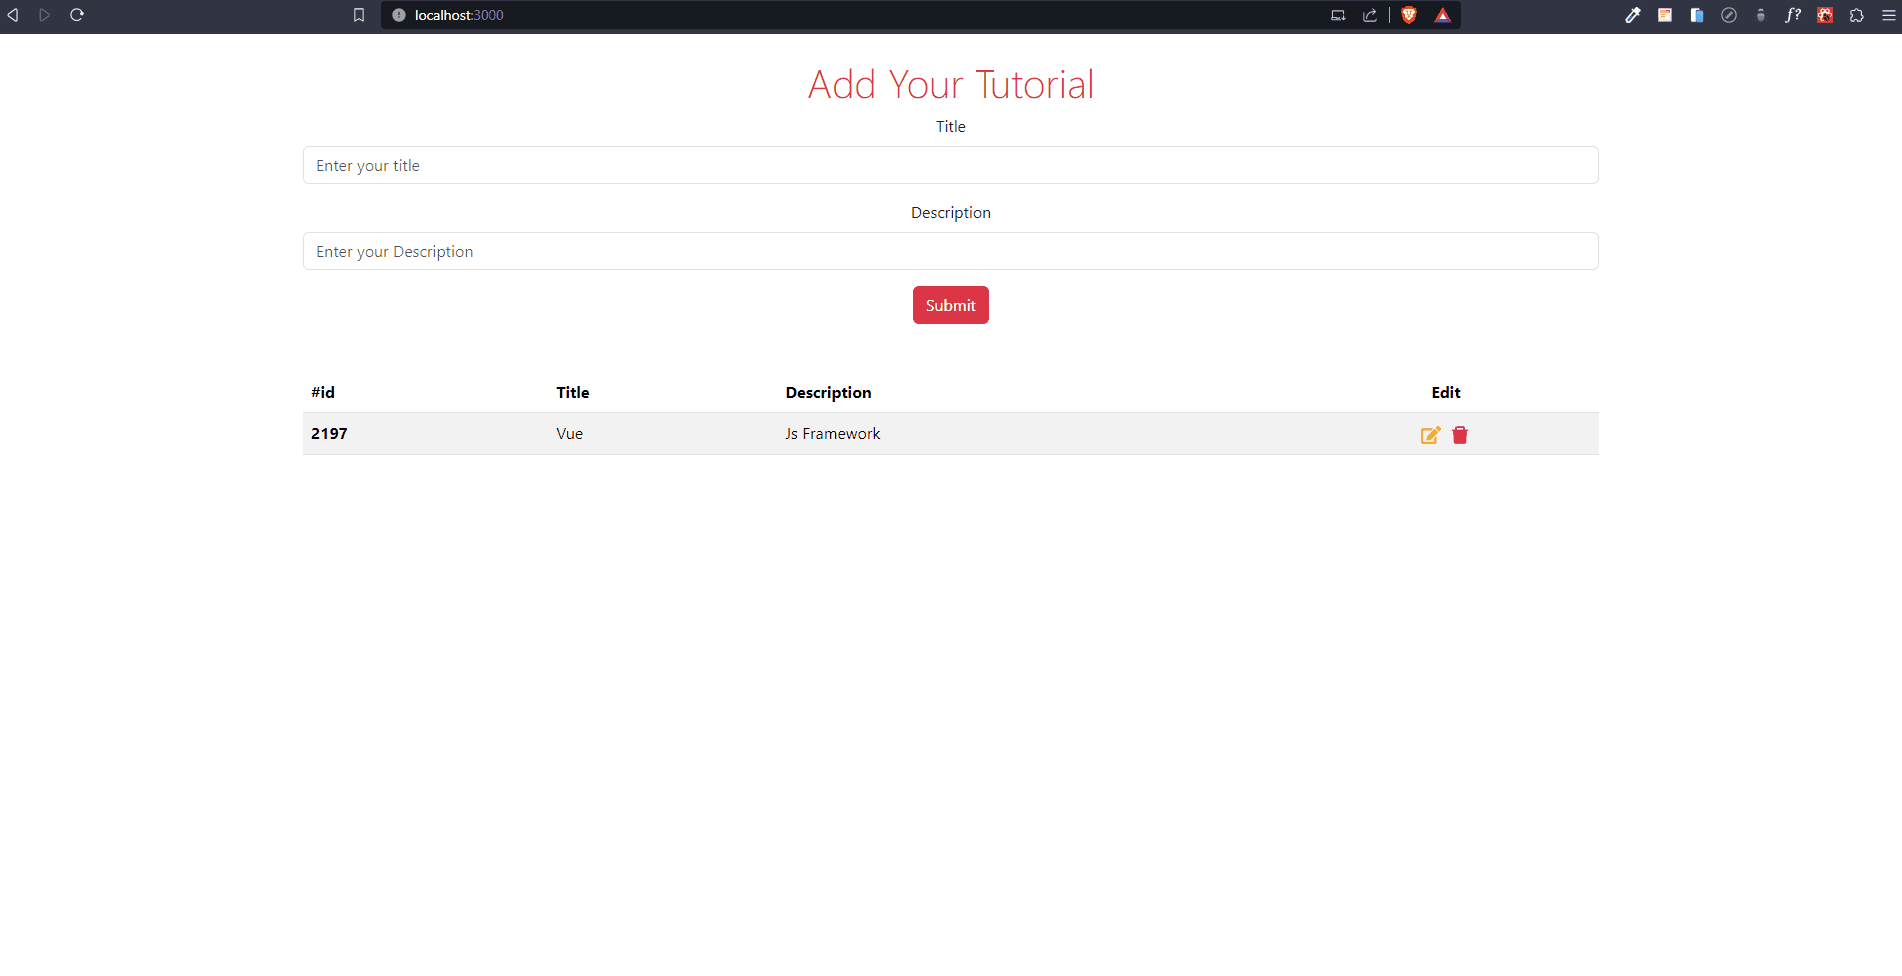 localhost:3000
f?
Add Your Tutorial
Title
Enter your title
Description
Enter your Description
Submit
#id Title Description Edit
2197 Vue Js Framework